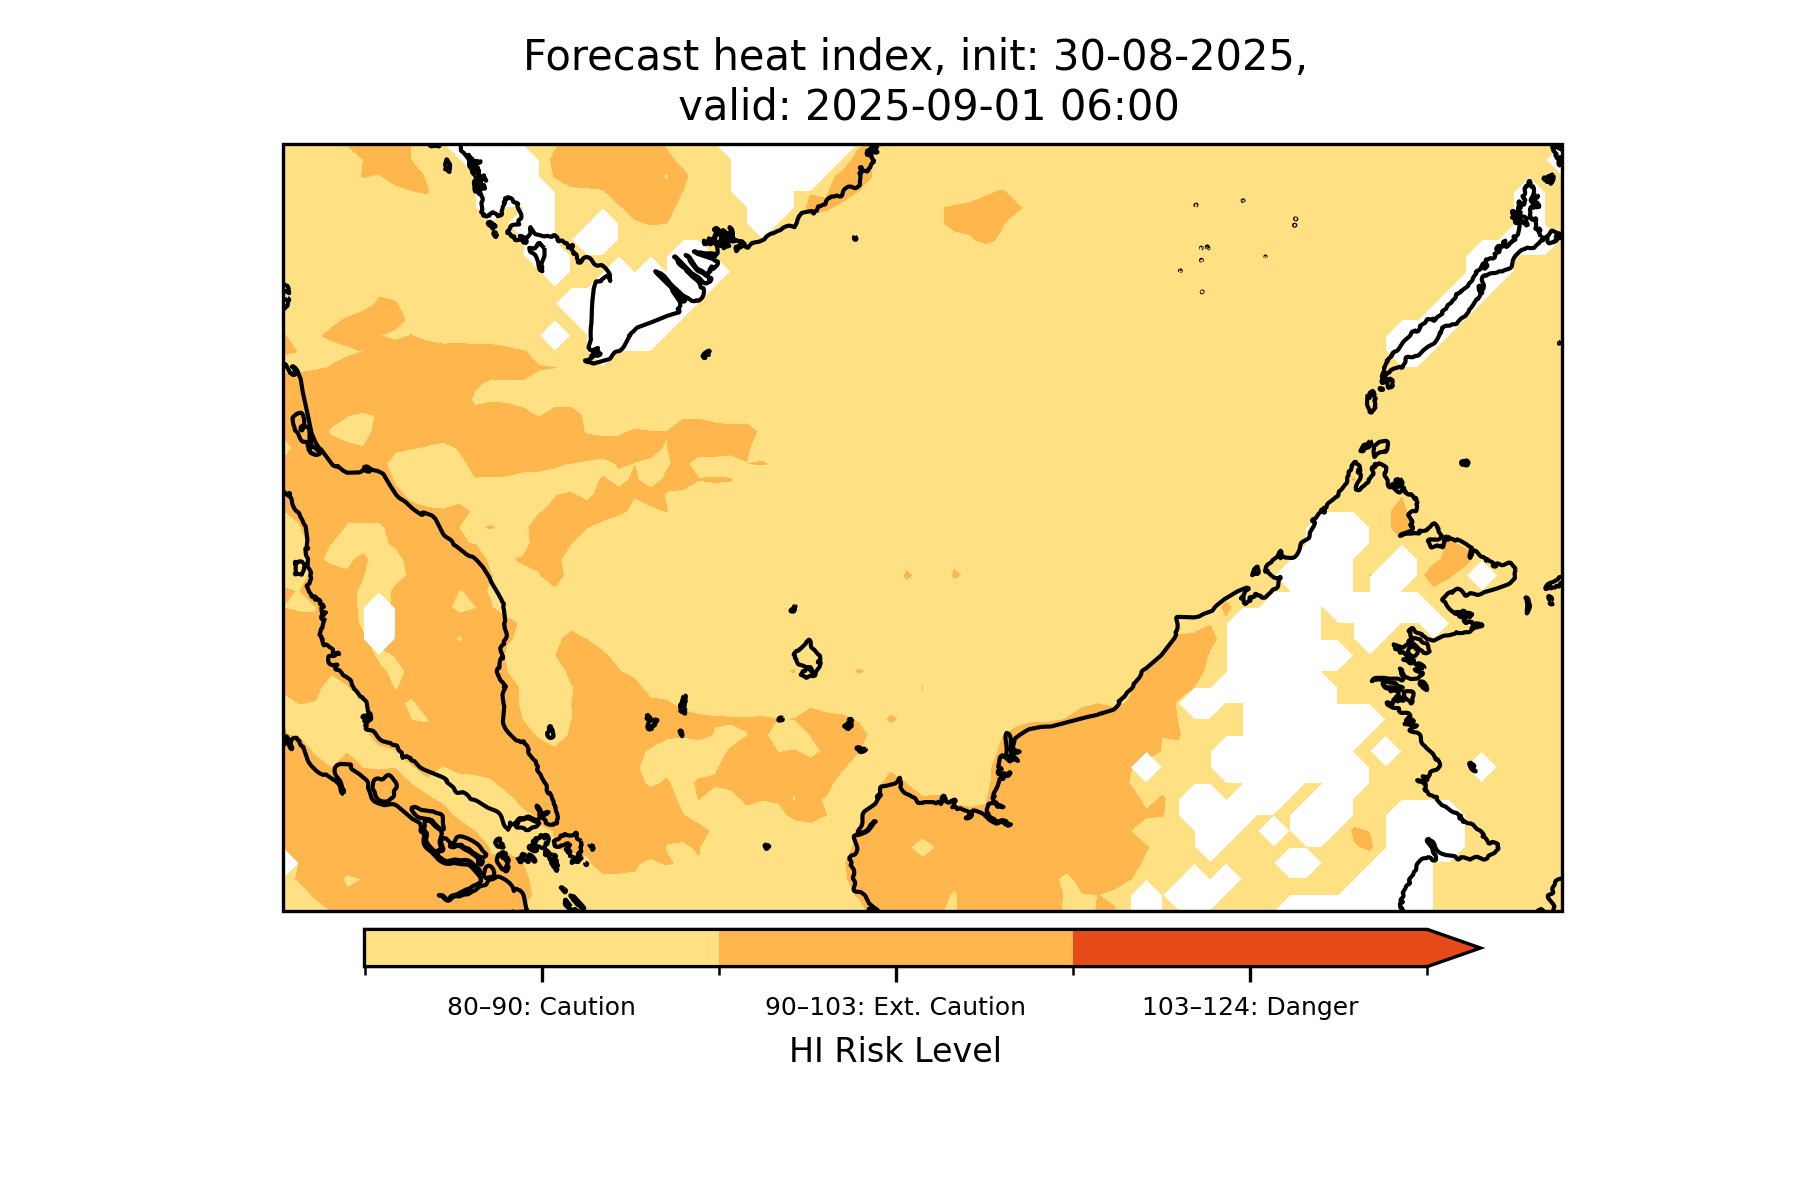 Forecast heat index, init: 30-08-2025,
valid: 2025-09-01 06:00
80–90: Caution
90–103: Ext. Caution
103–124: Danger
HI Risk Level